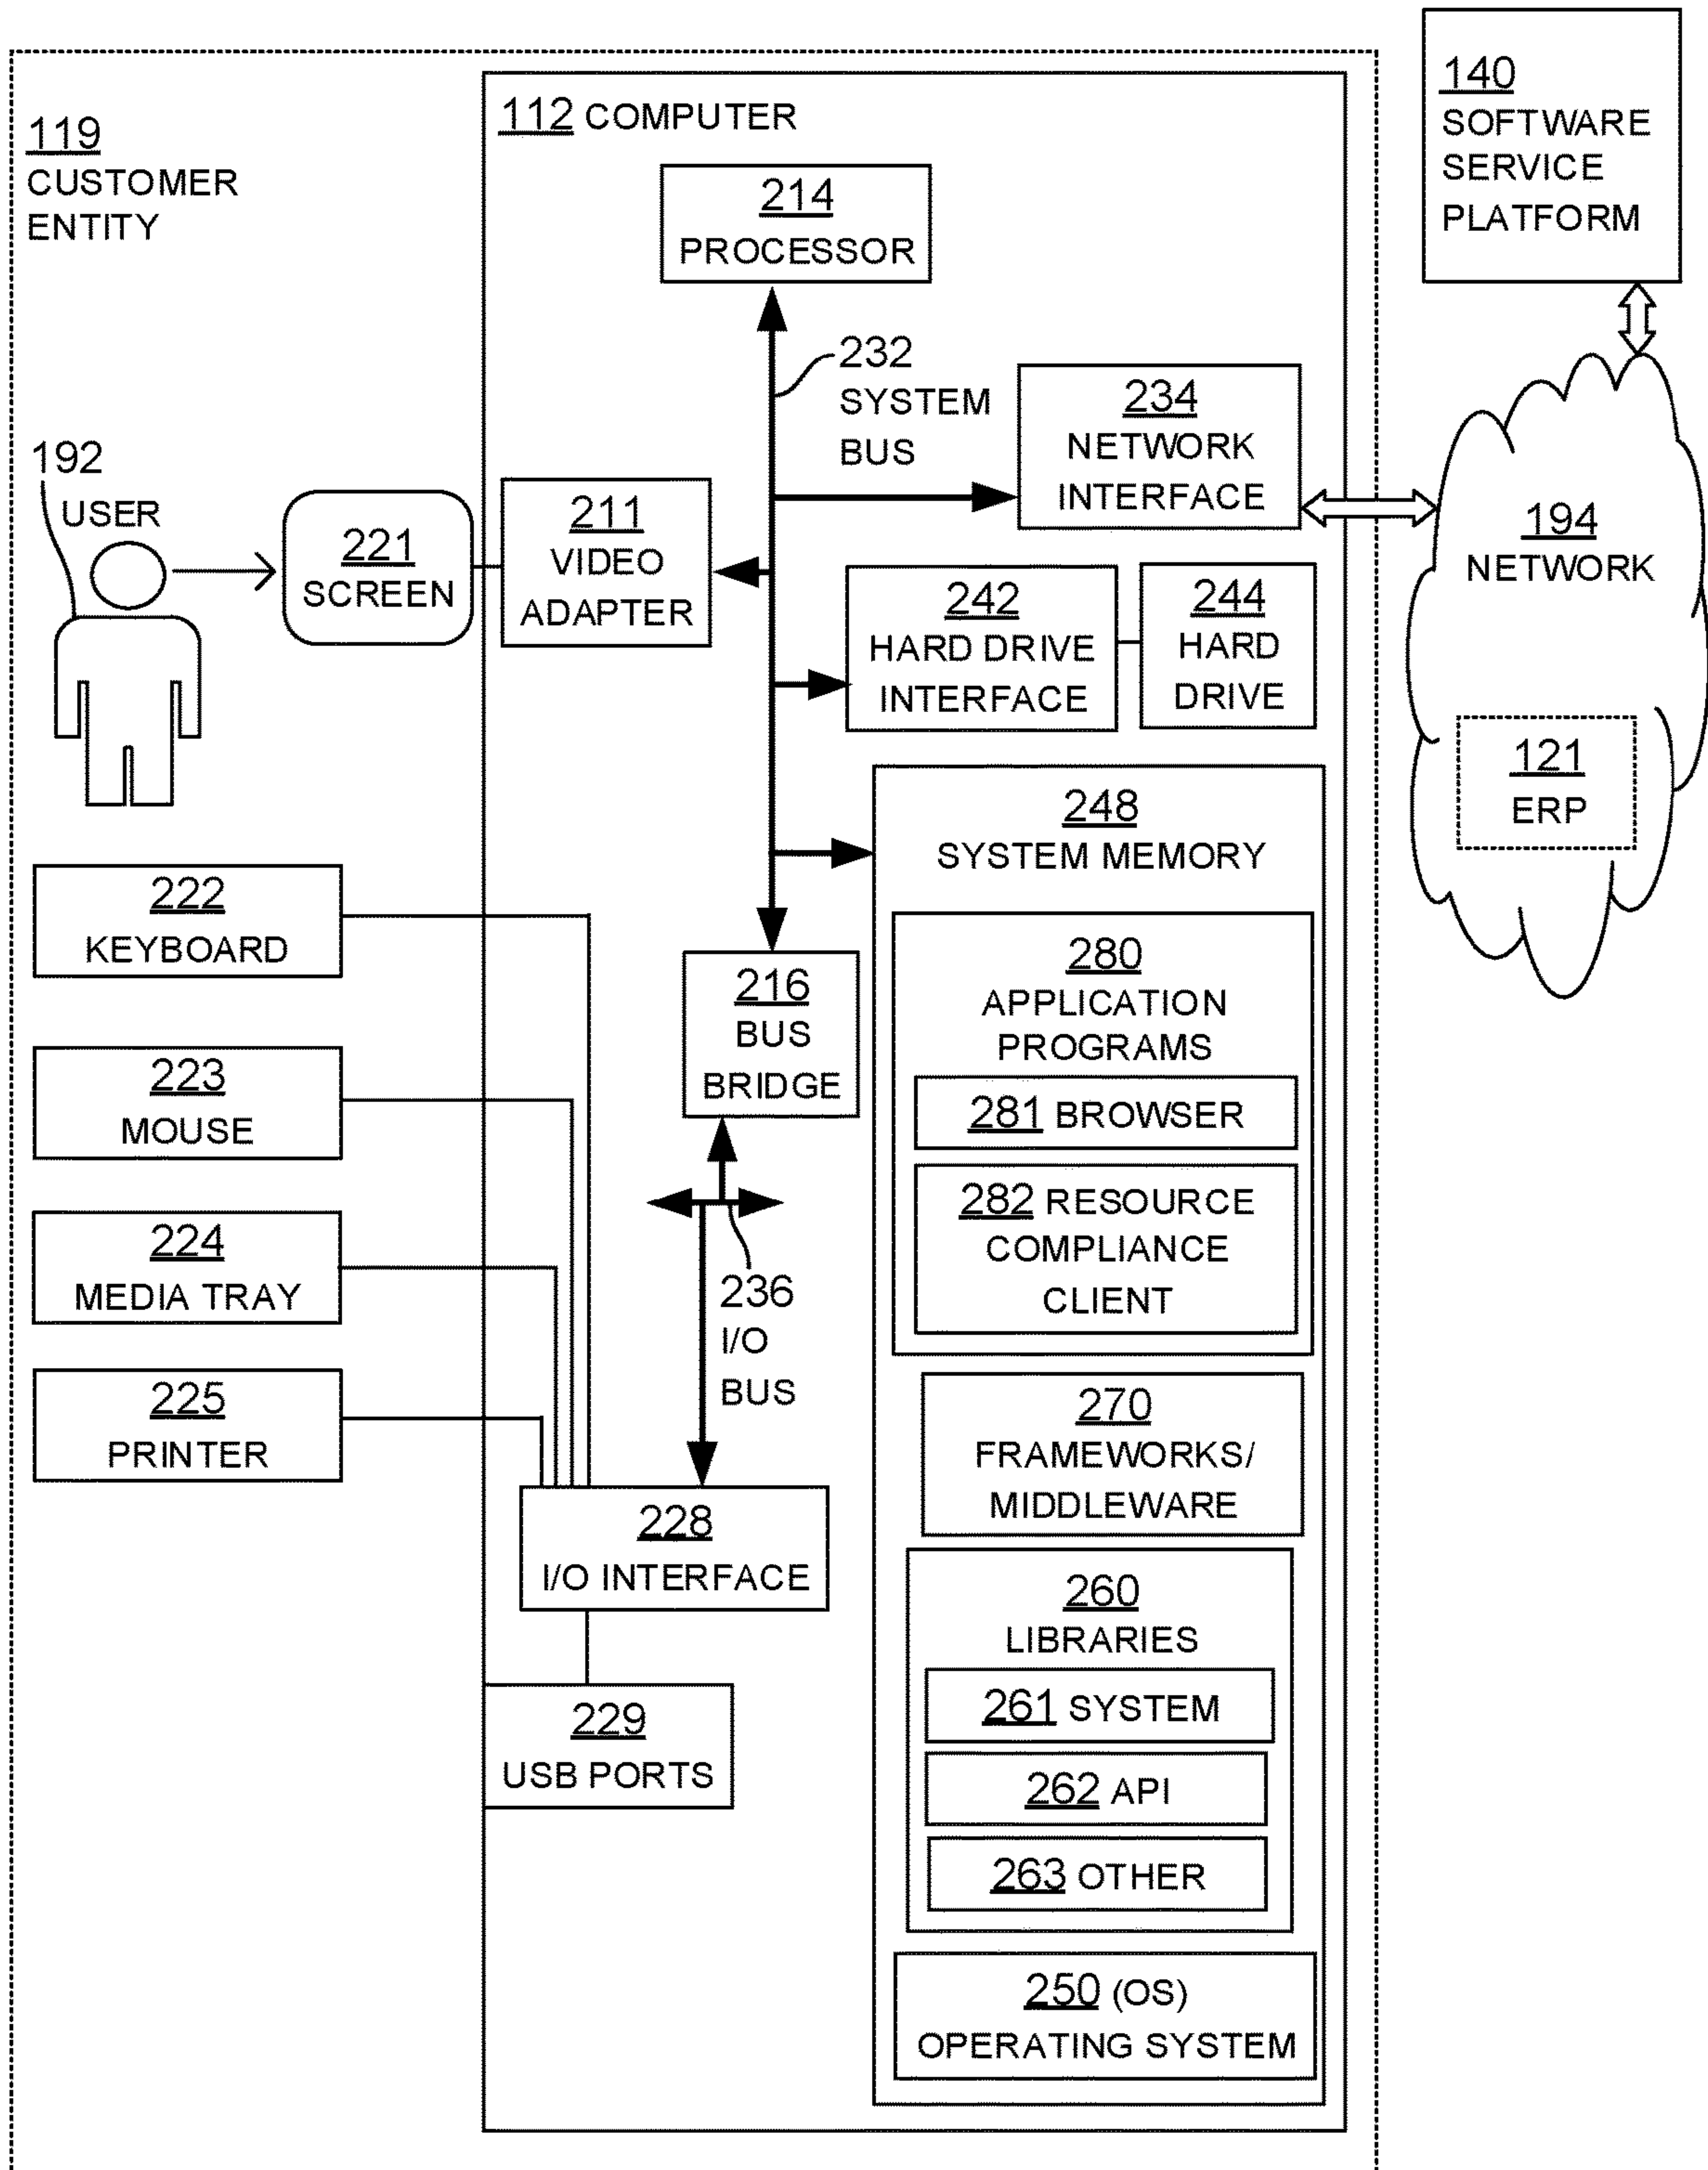 140
SOFTWARE
SERVICE
PLATFORM
119
CUSTOMER
ENTITY
112 COMPUTER
214
PROCESSOR
232
SYSTEM
BUS
234
NETWORK
INTERFACE
192
USER
221
SCREEN
211
VIDEO
ADAPTER
194
NETWORK
242
HARD DRIVE
INTERFACE
244
HARD
DRIVE
121
ERP
248
SYSTEM MEMORY
222
KEYBOARD
223
MOUSE
224
MEDIA TRAY
225
PRINTER
216
BUS
BRIDGE
236
I/O
BUS
228
I/O INTERFACE
229
USB PORTS
280
APPLICATION
PROGRAMS
281 BROWSER
282 RESOURCE
COMPLIANCE
CLIENT
270
FRAMEWORKS/
MIDDLEWARE
260
LIBRARIES
261 SYSTEM
262 API
263 OTHER
250 (OS)
OPERATING SYSTEM